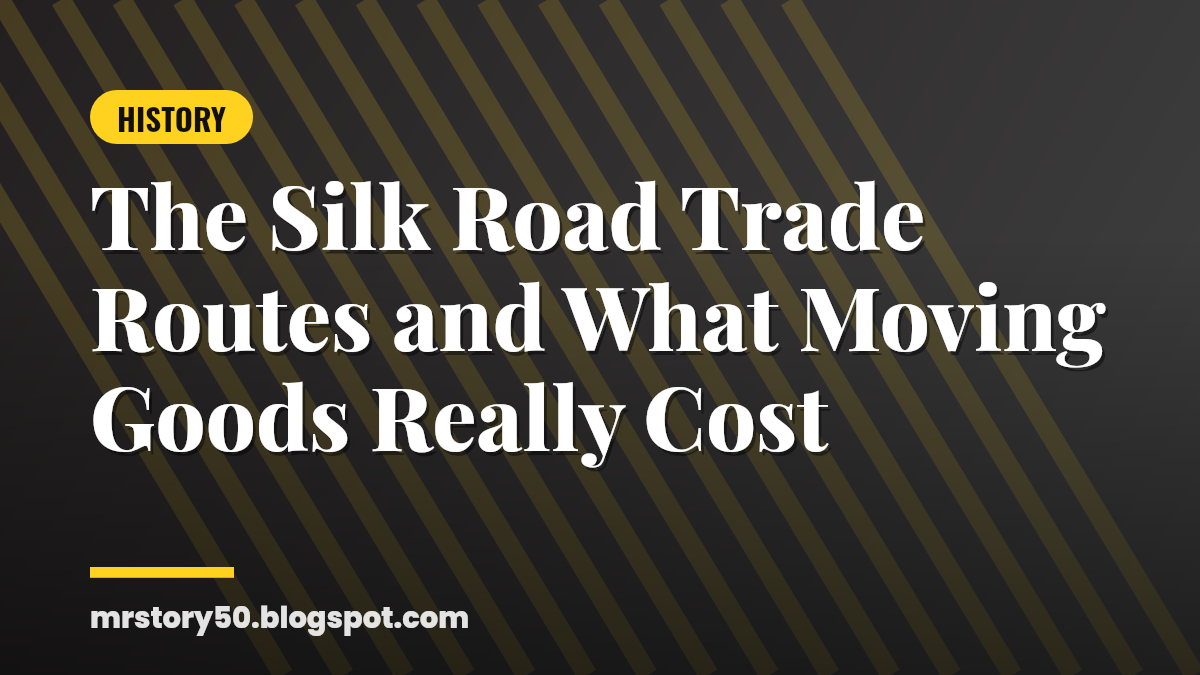 HISTORY
The Silk Road Trade
Routes and What Moving
Goods Really Cost
mrstory50.blogspot.com